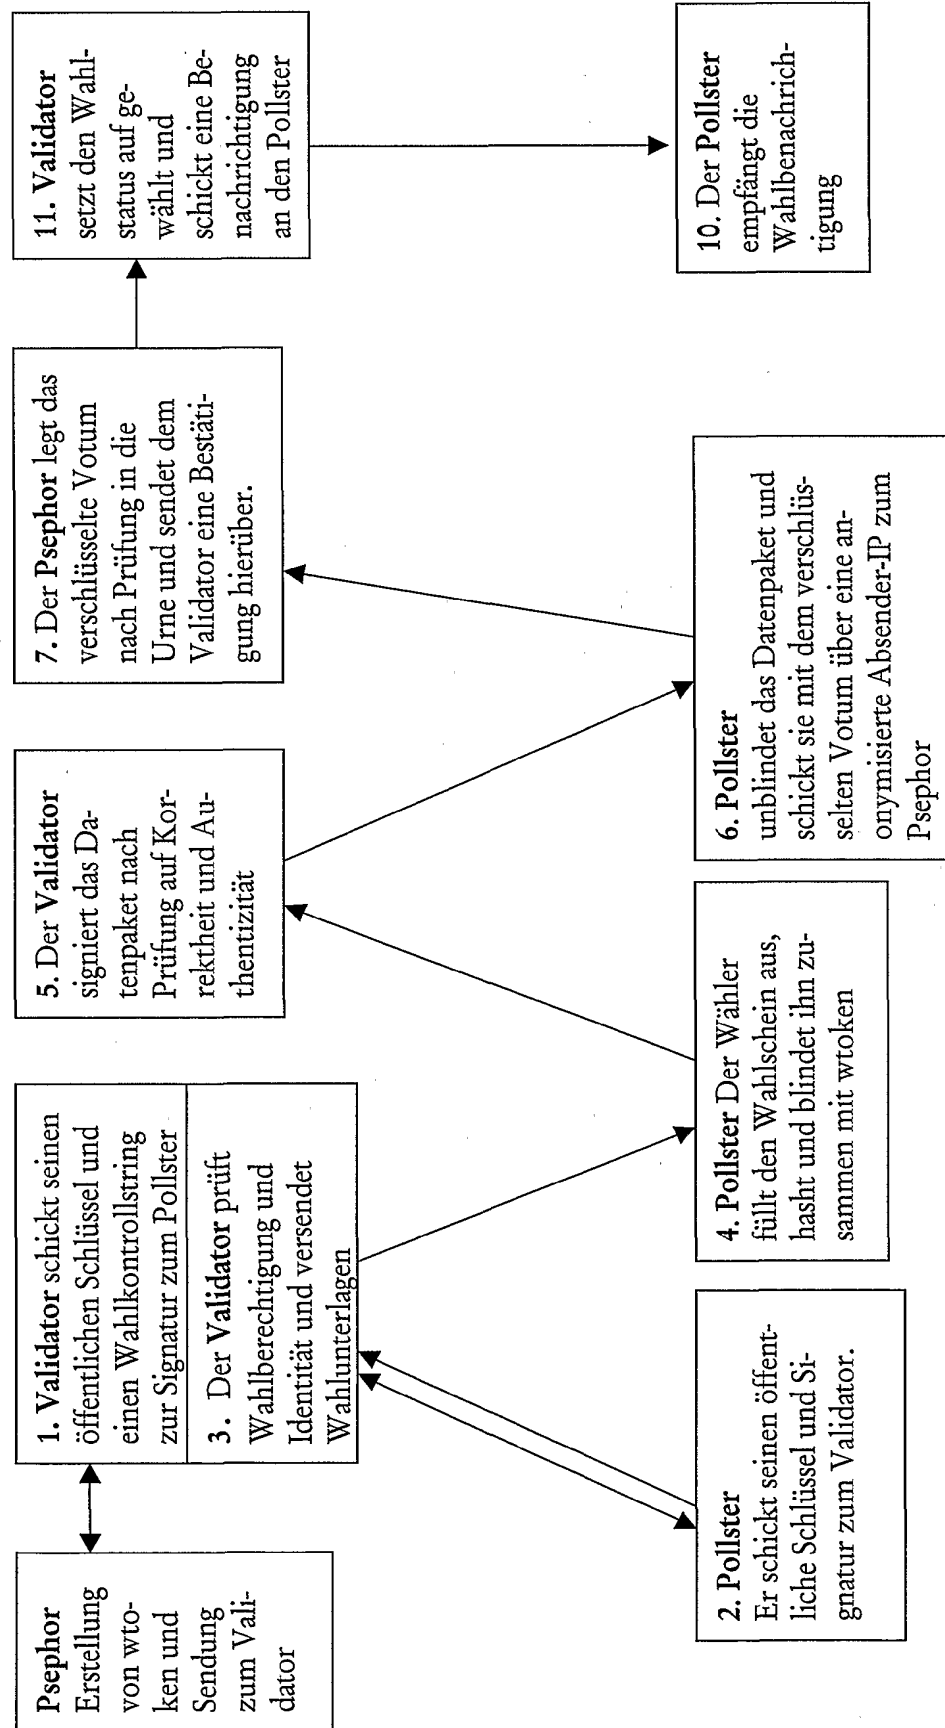 Psephor
Erstellung
von wto-
ken und
Sendung
zum Vali-
dator
1. Validator schickt seinen
öffentlichen Schlüssel und
einen Wahlkontrollstring
zur Signatur zum Pollster
2. Pollster
Er schickt seinen öffent-
liche Schlüssel und Si-
gnatur zum Validator.
3. Der Validator prüft
Wahlberechtigung und
Identität und versendet
Wahlunterlagen
4. Pollster Der Wähler
füllt den Wahlschein aus,
hasht und blindet ihn zu-
sammen mit wtoken
5. Der Validator
signiert das Da-
tenpaket nach
Prüfung auf Kor-
rektheit und Au-
thentizität
6. Pollster
unblindet das Datenpaket und
schickt sie mit dem verschlüs-
selten Votum über eine an-
onymisierte Absender-IP zum
Psephor
7. Der Psephor legt das
verschlüsselte Votum
nach Prüfung in die
Urne und sendet dem
Validator eine Bestäti-
gung hierüber.
11. Validator
setzt den Wahl-
status auf ge-
wählt und
schickt eine Be-
nachrichtigung
an den Pollster
10. Der Pollster
empfängt die
Wahlbenachrich-
tigung